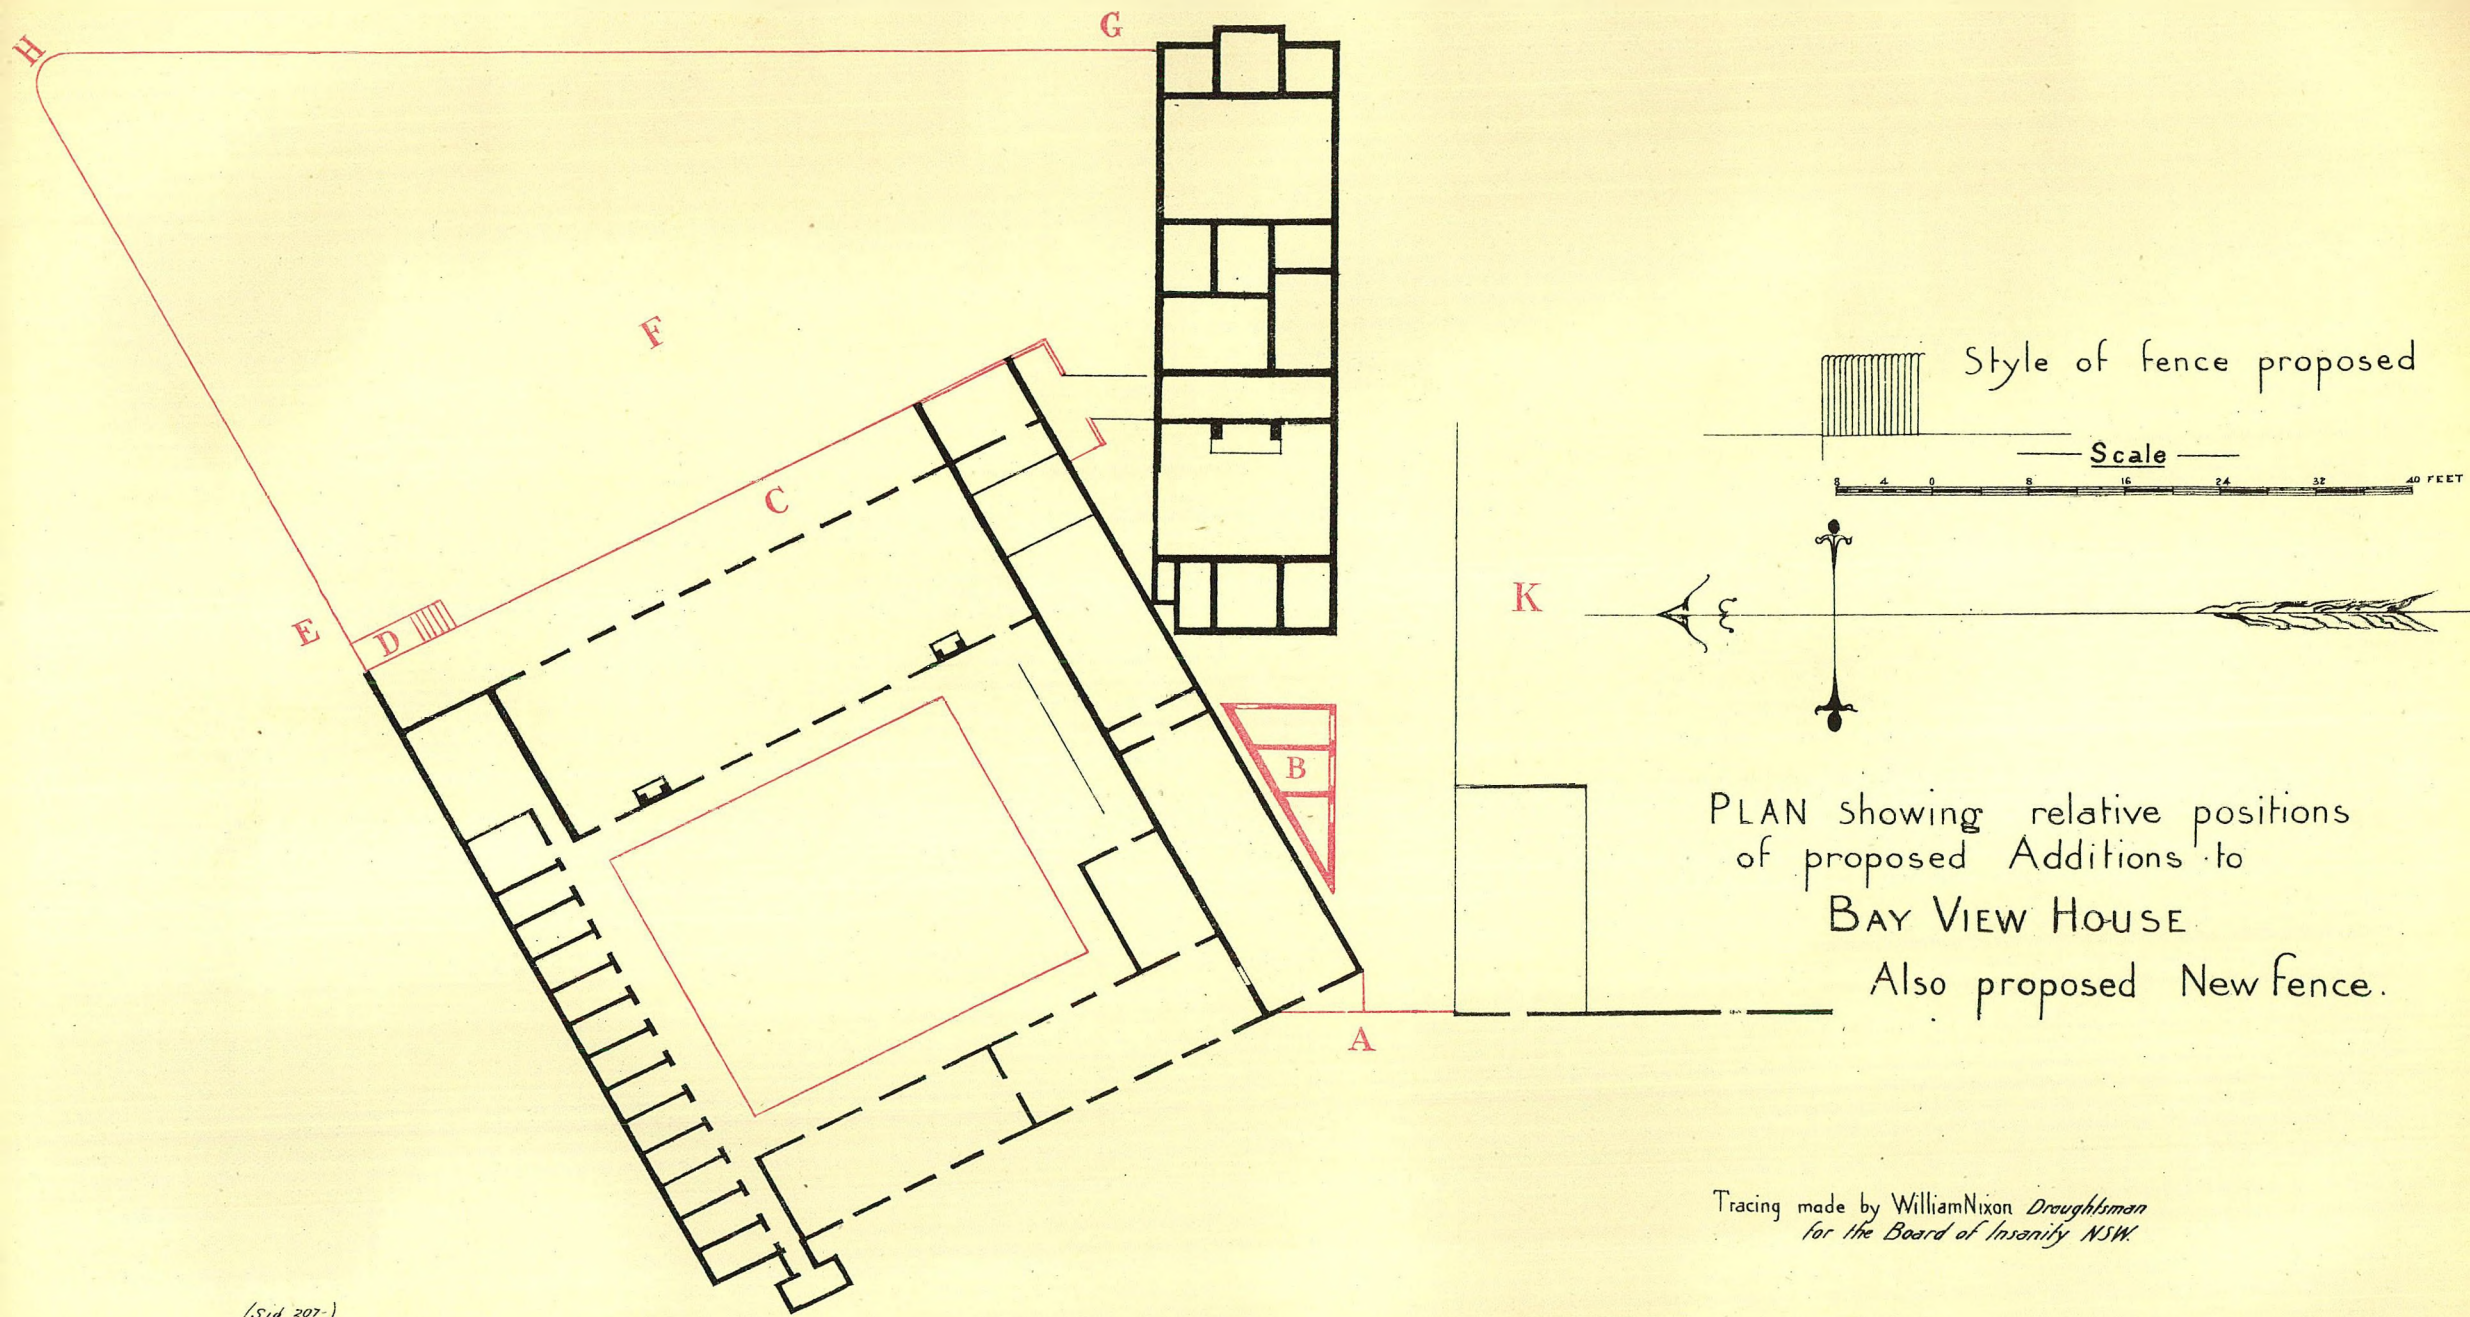 H
G
F
C
E
D
B
K
A
Style of fence proposed
Scale
8 4 0 8 16 24 32 40 FEET
PLAN showing relative positions
of proposed Additions to
BAY VIEW HOUSE
Also proposed New fence.
Tracing made by William Nixon Draughtsman
for the Board of Insanity NSW.
(Sid 207-)